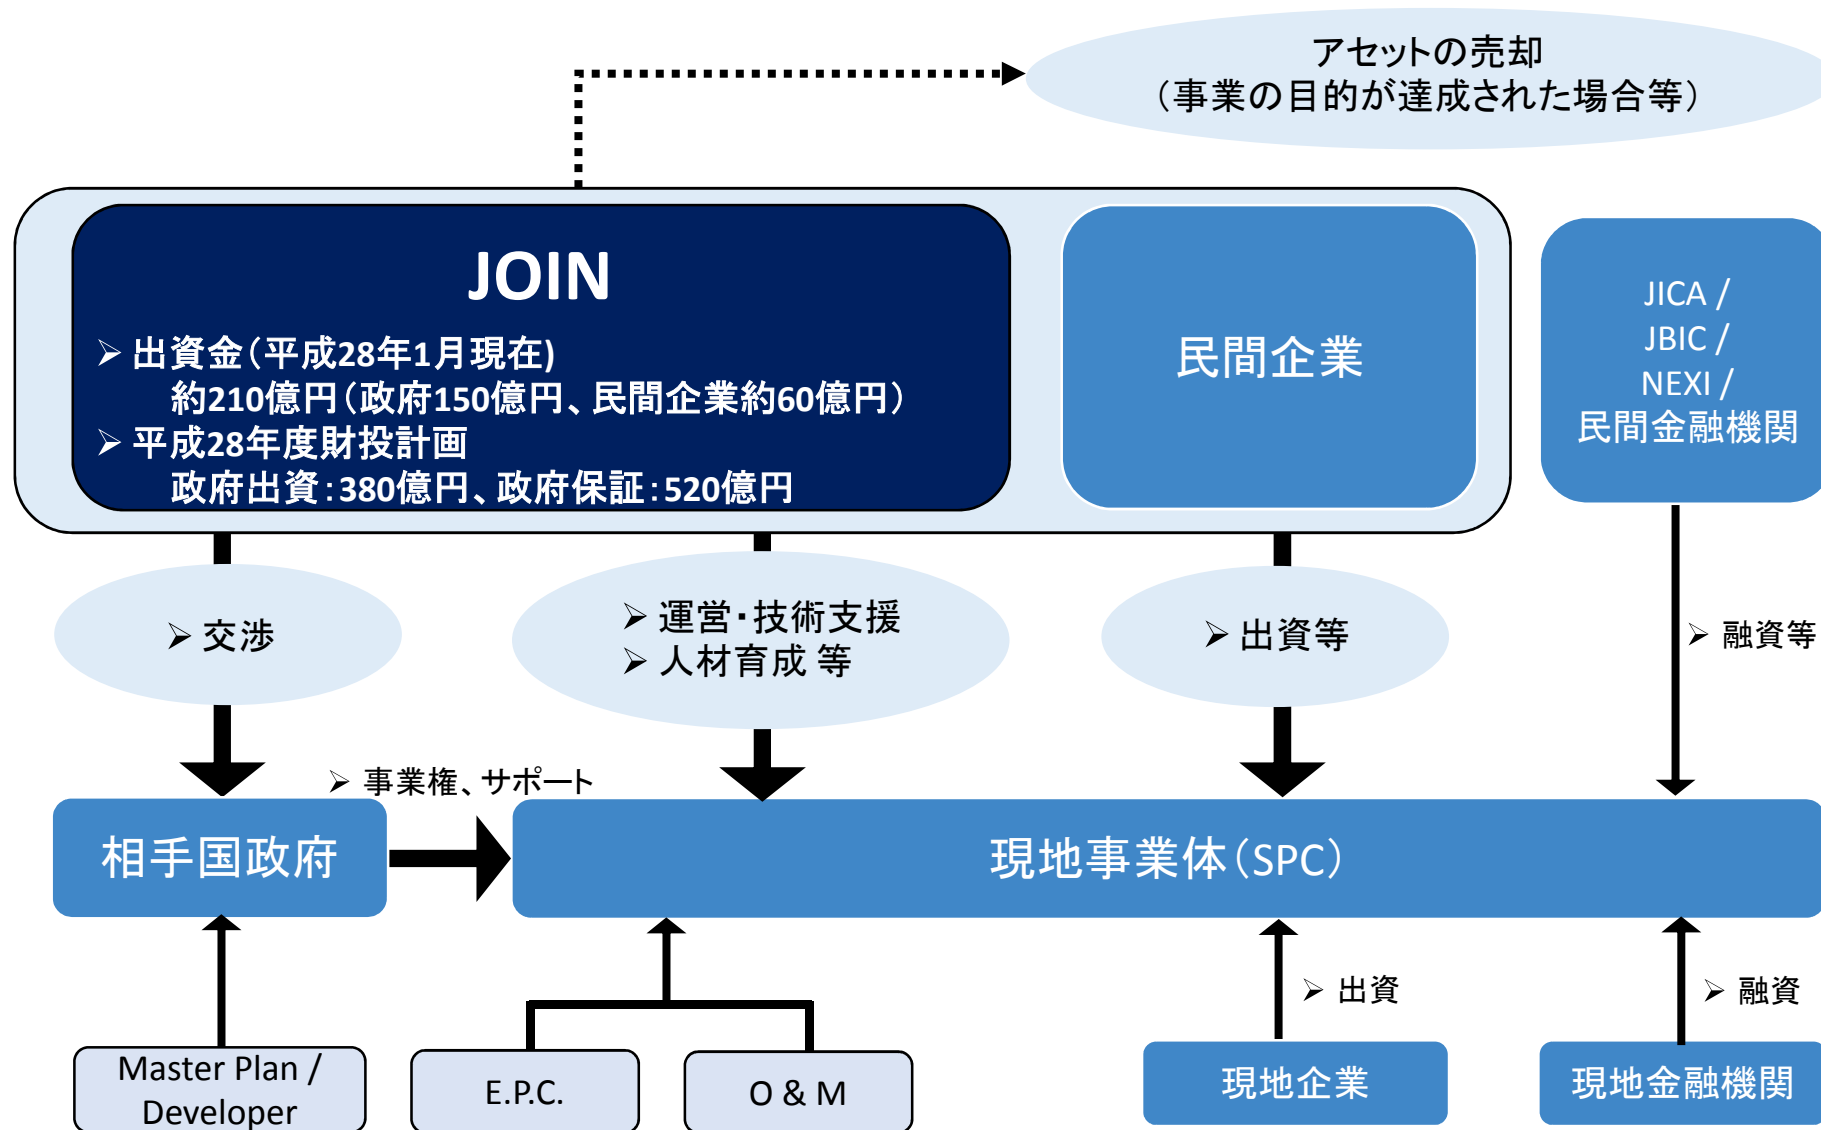 アセットの売却
（事業の目的が達成された場合等）
JOIN
➢ 出資金（平成28年1月現在)
約210億円（政府150億円、民間企業約60億円）
➢ 平成28年度財投計画
政府出資：380億円、政府保証：520億円
民間企業
JICA /
JBIC /
NEXI /
民間金融機関
➢ 交渉
➢ 運営・技術支援
➢ 人材育成 等
➢ 出資等
➢ 融資等
➢ 事業権、サポート
相手国政府
現地事業体（SPC）
➢ 出資
➢ 融資
Master Plan /
Developer
E.P.C.
O & M
現地企業
現地金融機関